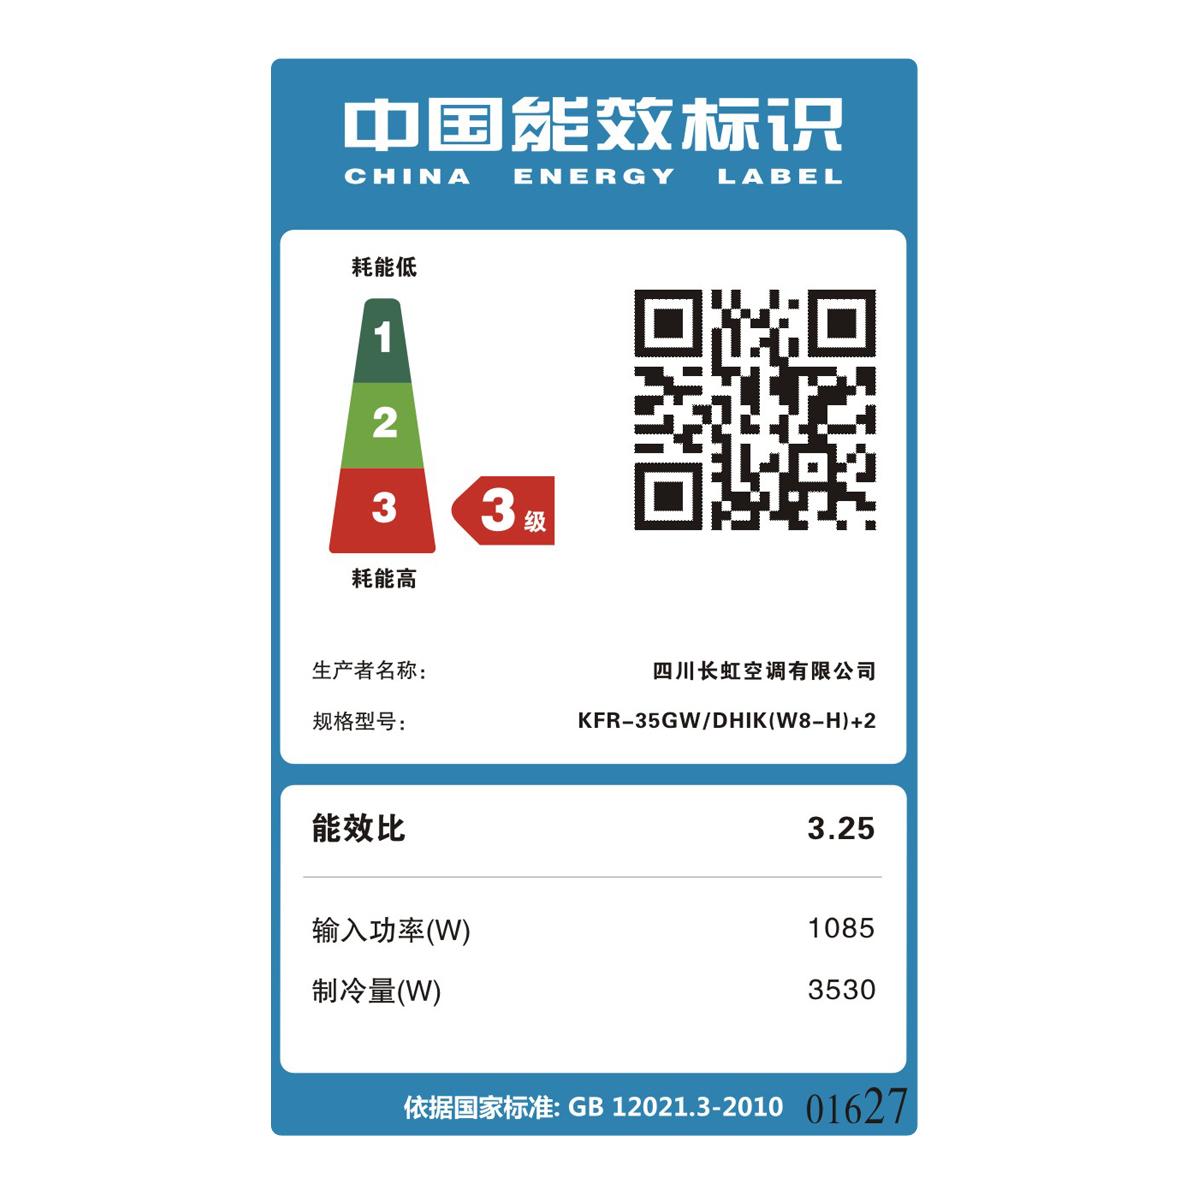 中国能效标识
CHINA ENERGY LABEL
耗能低
1
2
3
3级
耗能高
生产者名称: 四川长虹空调有限公司
规格型号: KFR-35GW/DHIK(W8-H)+2
能效比 3.25
输入功率(W) 1085
制冷量(W) 3530
依据国家标准: GB 12021.3-2010 01627